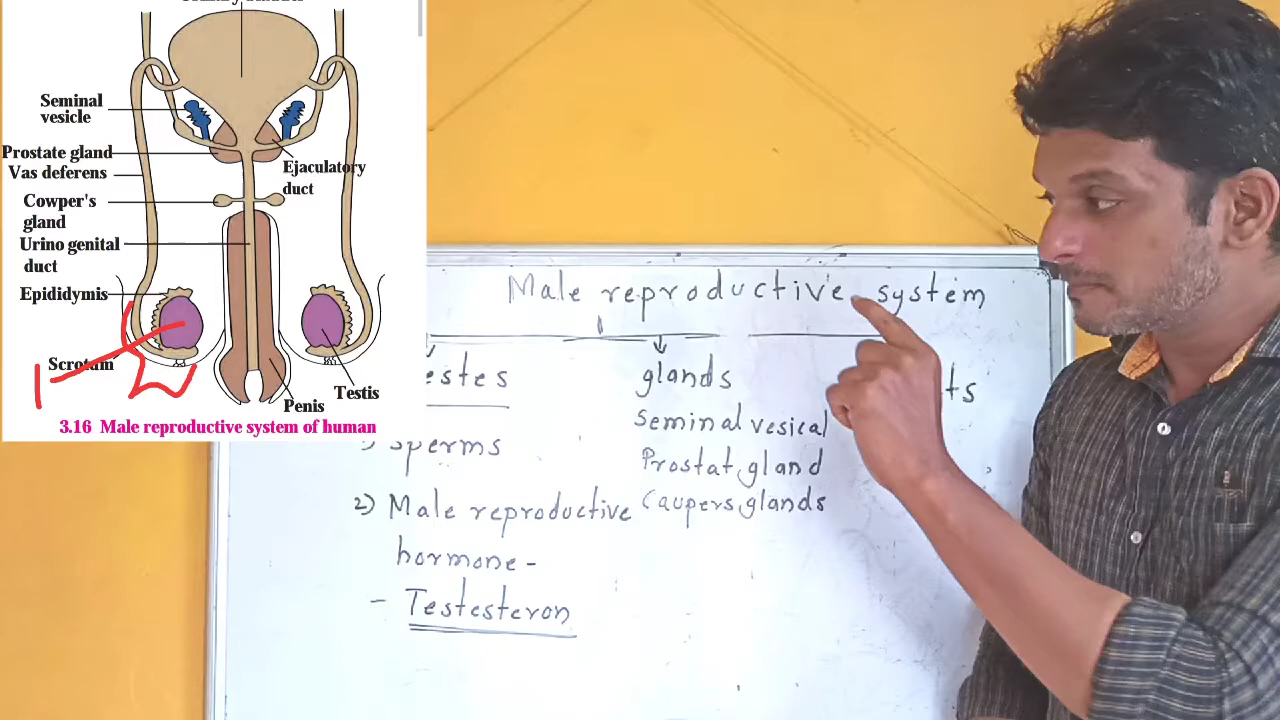 Seminal
vesicle
Prostate gland
Vas deferens
Cowper's
gland
Urino genital
duct
Epididymis
Scrotum
Ejaculatory
duct
Testis
Penis
3.16 Male reproductive system of human
Male reproductive system
glands
Seminal vesical
Prostat gland
Caupers glands
sperms
2) Male reproductive
hormone -
- Testesteron